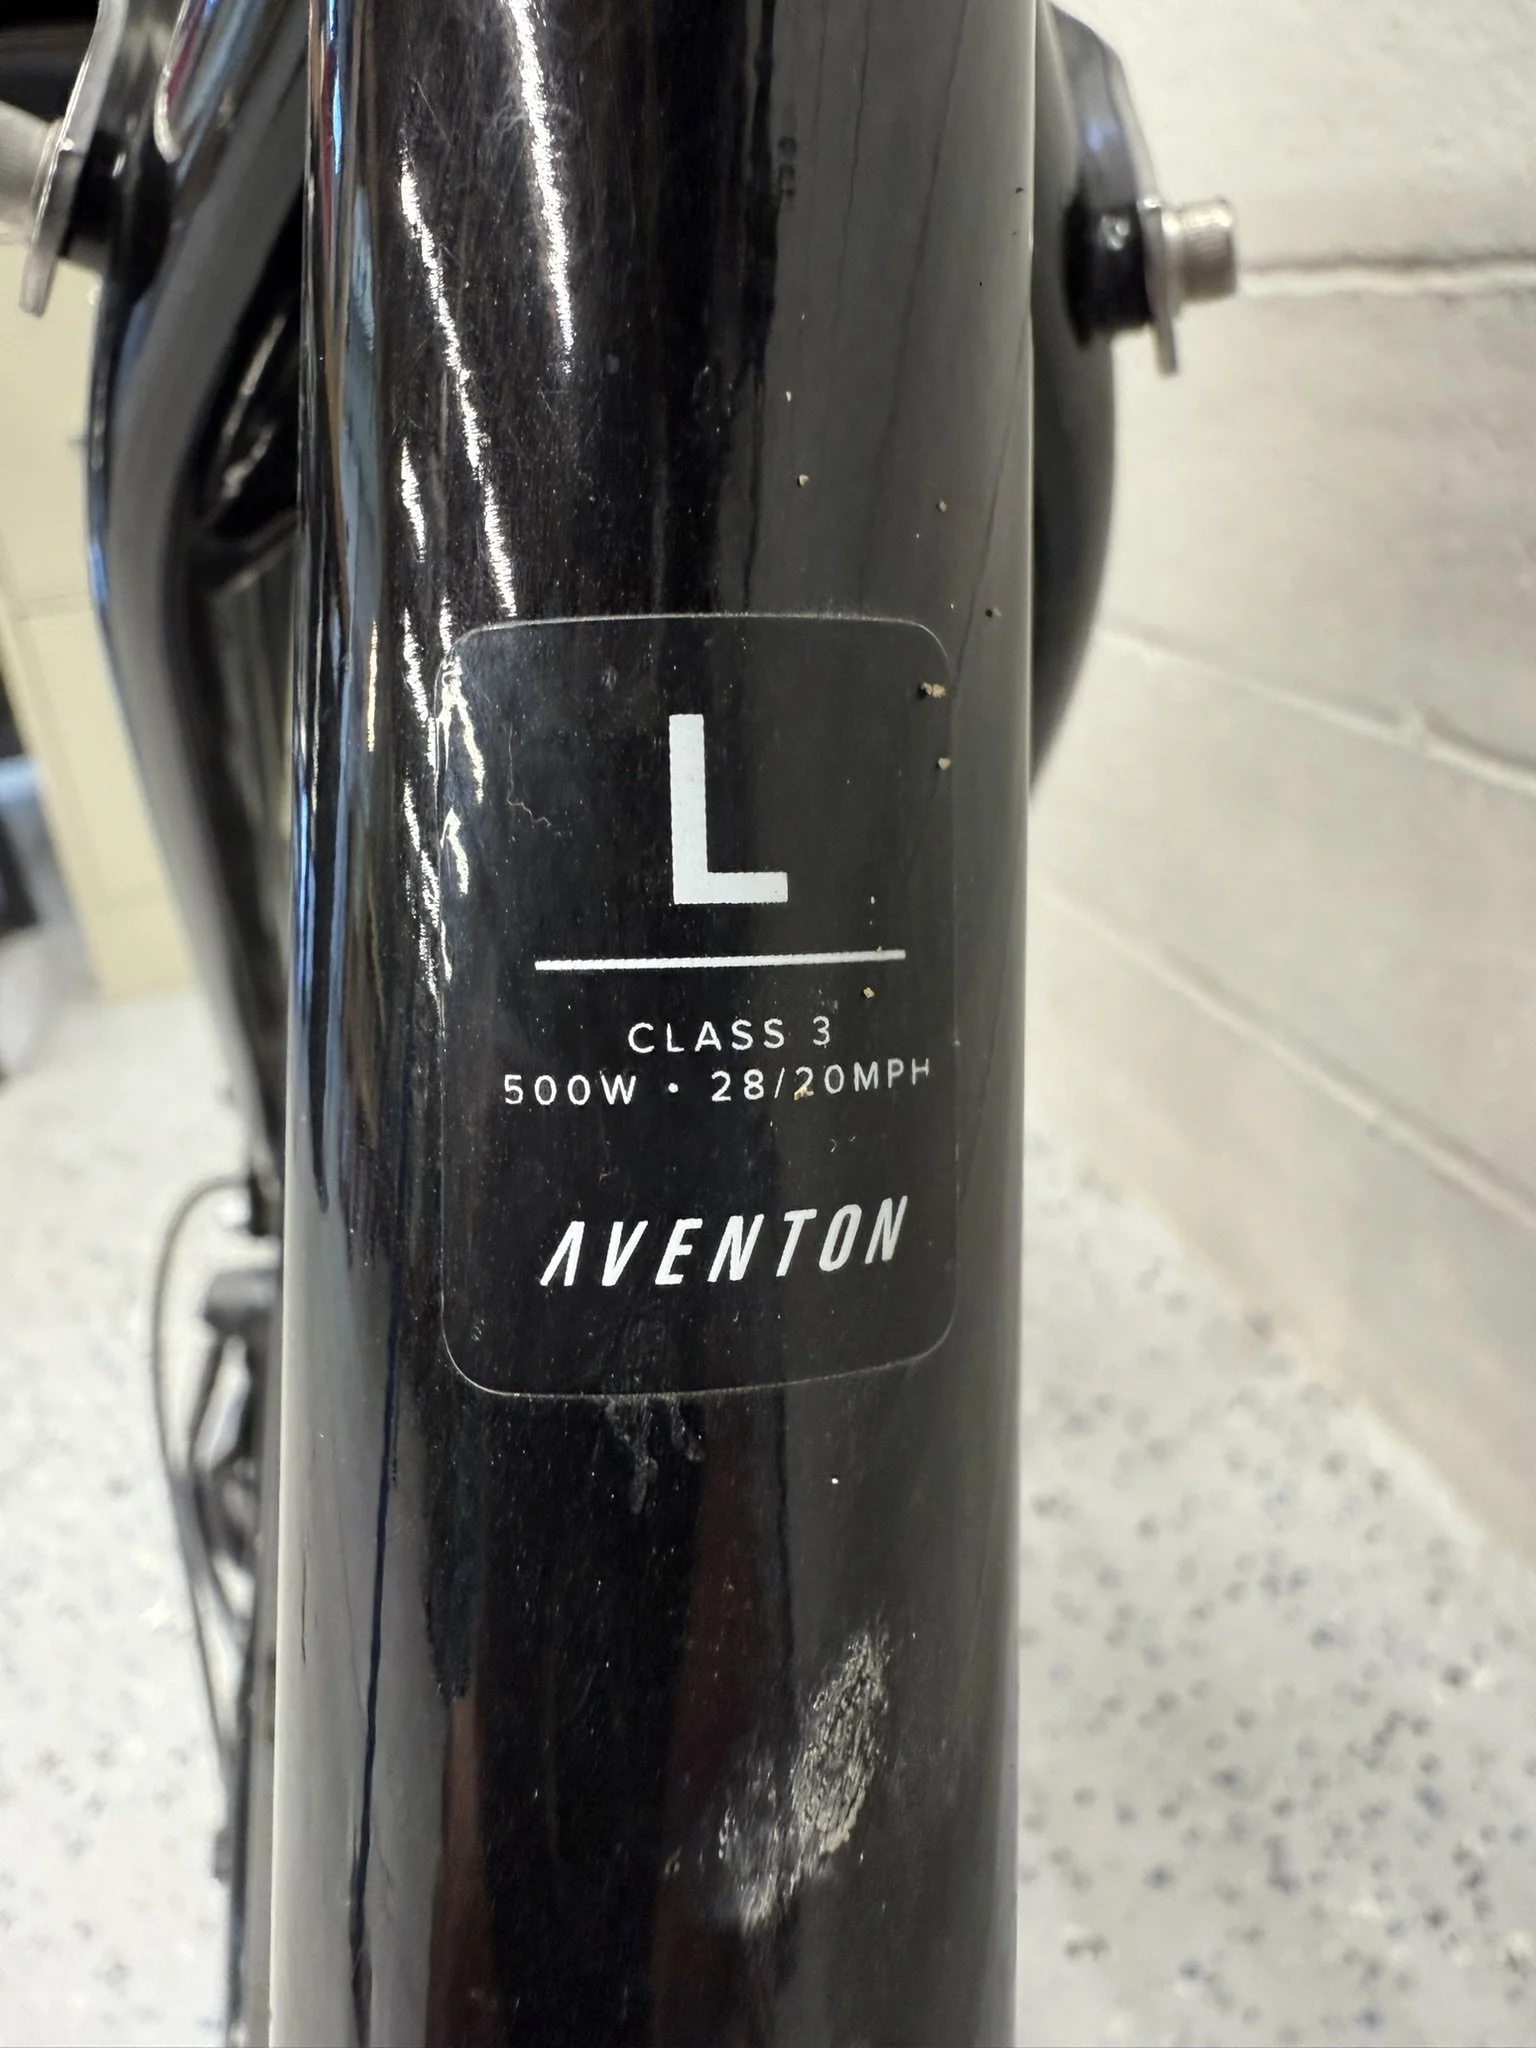 L
CLASS 3
500W • 28/20MPH
AVENTON